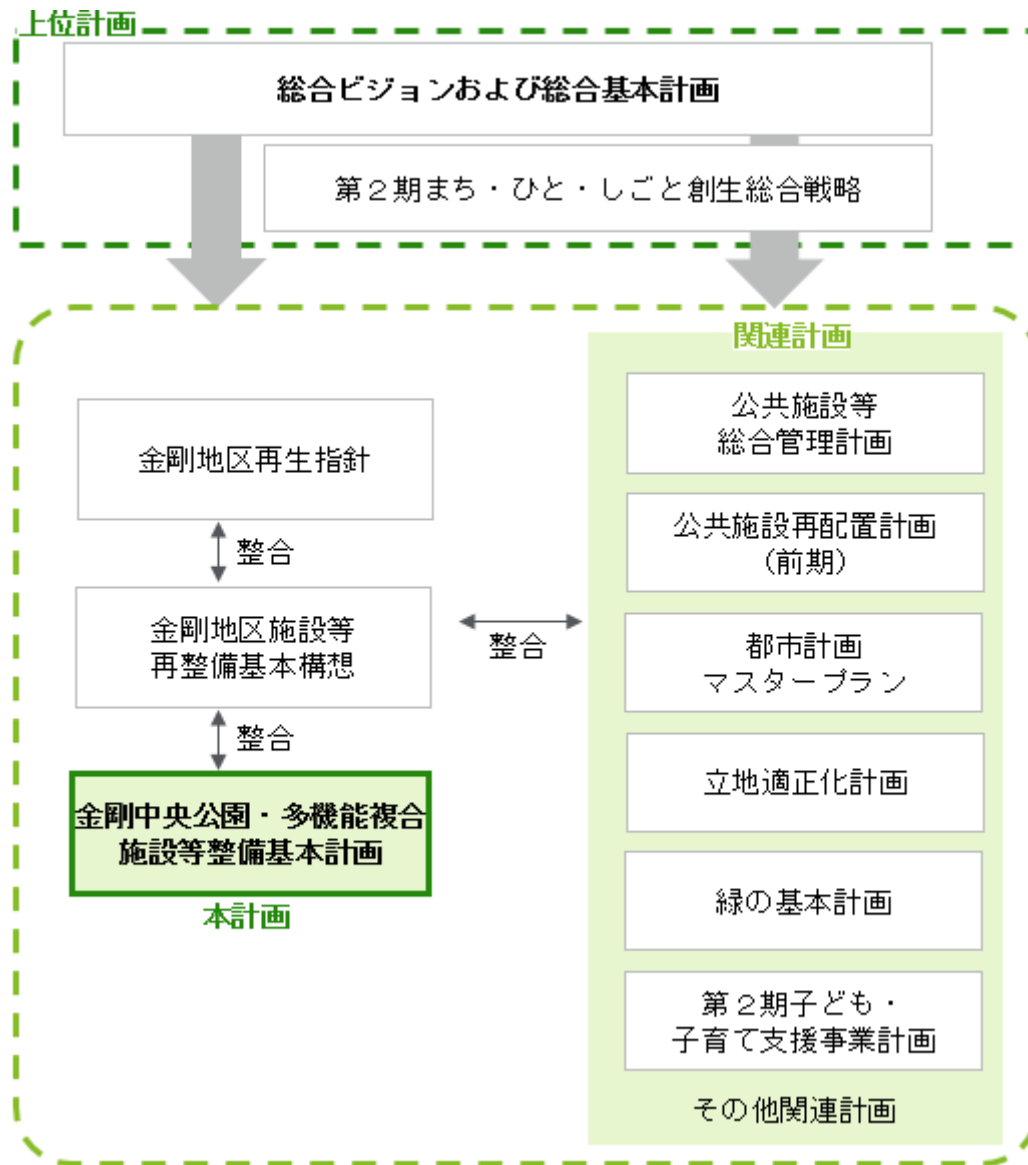 上位計画
総合ビジョンおよび総合基本計画
第2期まち・ひと・しごと創生総合戦略
金剛地区再生指針
整合
金剛地区施設等
再整備基本構想
整合
金剛中央公園・多機能複合
施設等整備基本計画
本計画
整合
関連計画
公共施設等
総合管理計画
公共施設再配置計画
(前期)
都市計画
マスタープラン
立地適正化計画
緑の基本計画
第2期子ども・
子育て支援事業計画
その他関連計画